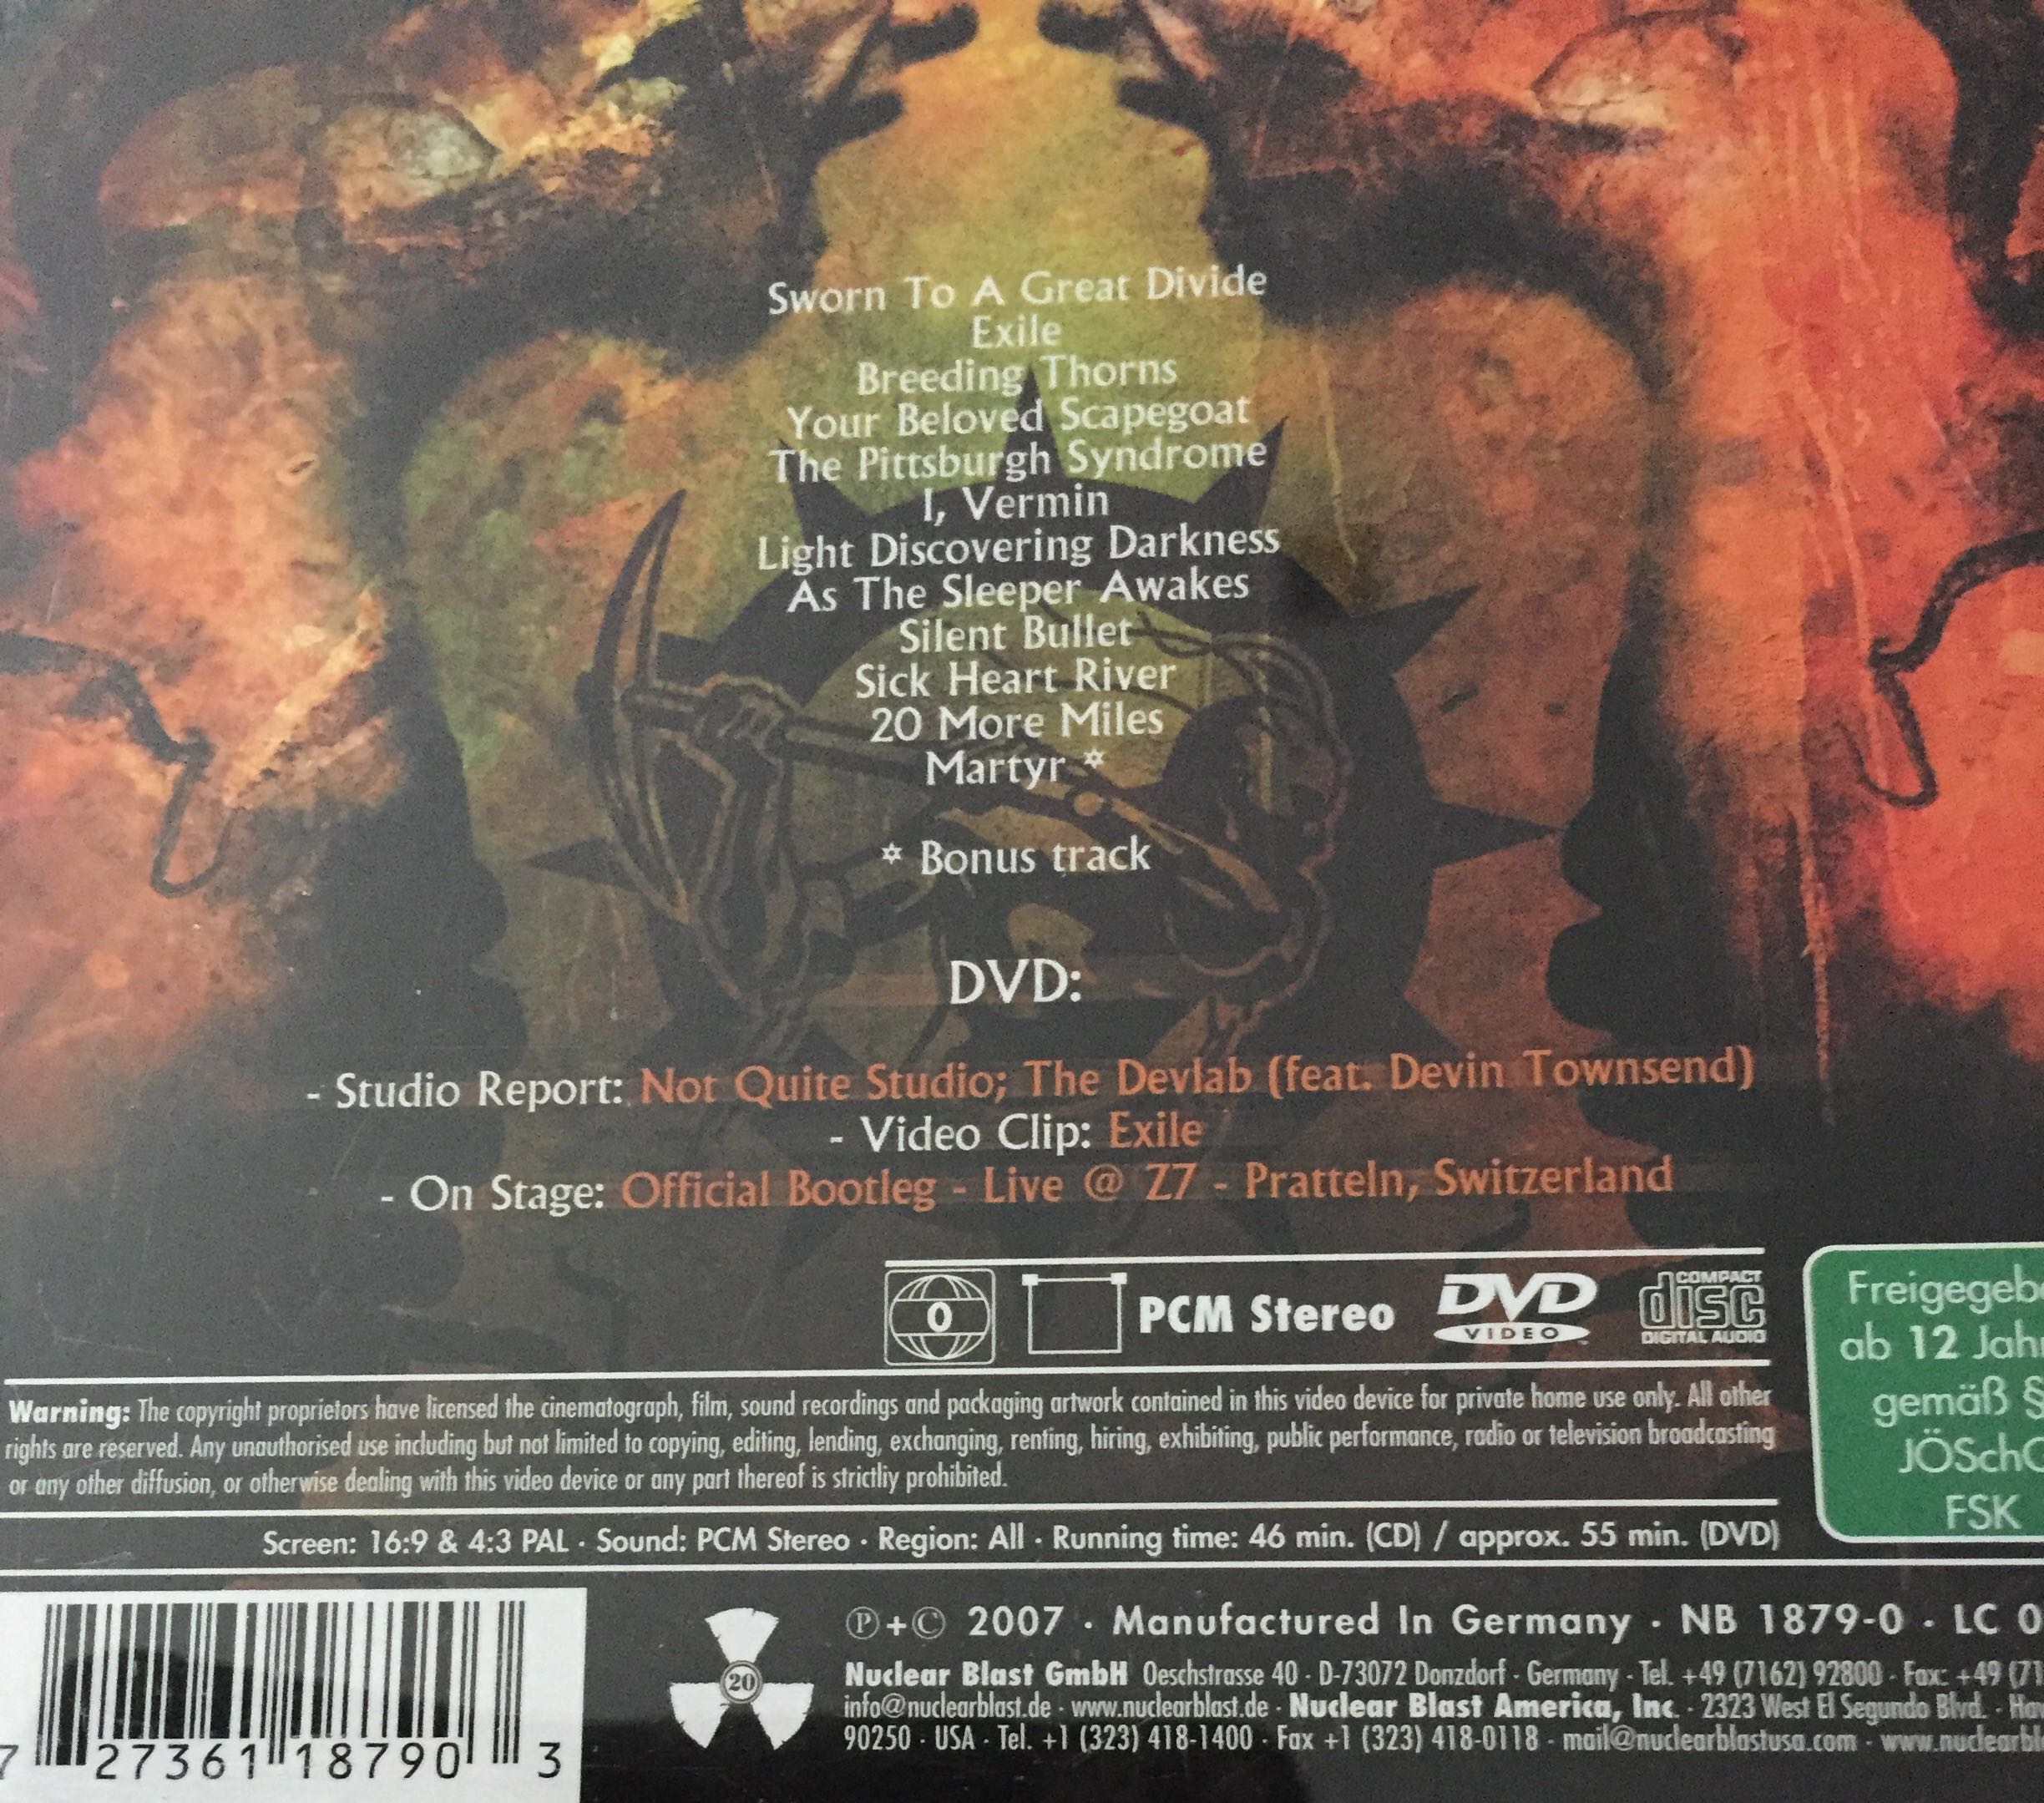 Sworn To A Great Divide
Exile
Breeding Thorns
Your Beloved Scapegoat
The Pittsburgh Syndrome
I, Vermin
Light Discovering Darkness
As The Sleeper Awakes
Silent Bullet
Sick Heart River
20 More Miles
Martyr *
* Bonus track
DVD:
- Studio Report: Not Quite Studio; The Devlab (feat. Devin Townsend)
- Video Clip: Exile
- On Stage: Official Bootleg - Live @ Z7 - Pratteln, Switzerland
0 PCM Stereo DVD VIDEO COMPACT disc DIGITAL AUDIO
Freigegeb
ab 12 Jah
gemäß §
JÖSchG
FSK
Warning: The copyright proprietors have licensed the cinematograph, film, sound recordings and packaging artwork contained in this video device for private home use only. All other
rights are reserved. Any unauthorised use including but not limited to copying, editing, lending, exchanging, renting, hiring, exhibiting, public performance, radio or television broadcasting
or any other diffusion, or otherwise dealing with this video device or any part thereof is strictliy prohibited.
Screen: 16:9 & 4:3 PAL · Sound: PCM Stereo · Region: All · Running time: 46 min. (CD) / approx. 55 min. (DVD)
7 27361 18790 3
20
℗+© 2007 · Manufactured In Germany · NB 1879-0 · LC 0
Nuclear Blast GmbH Oeschstrasse 40 · D-73072 Donzdorf · Germany · Tel. +49 (7162) 92800 · Fax: +49 (71
info@nuclearblast.de · www.nuclearblast.de · Nuclear Blast America, Inc. · 2323 West El Segundo Blvd. · Ha
90250 · USA · Tel. +1 (323) 418-1400 · Fax +1 (323) 418-0118 · mail@nuclearblastusa.com · www.nuclearbl